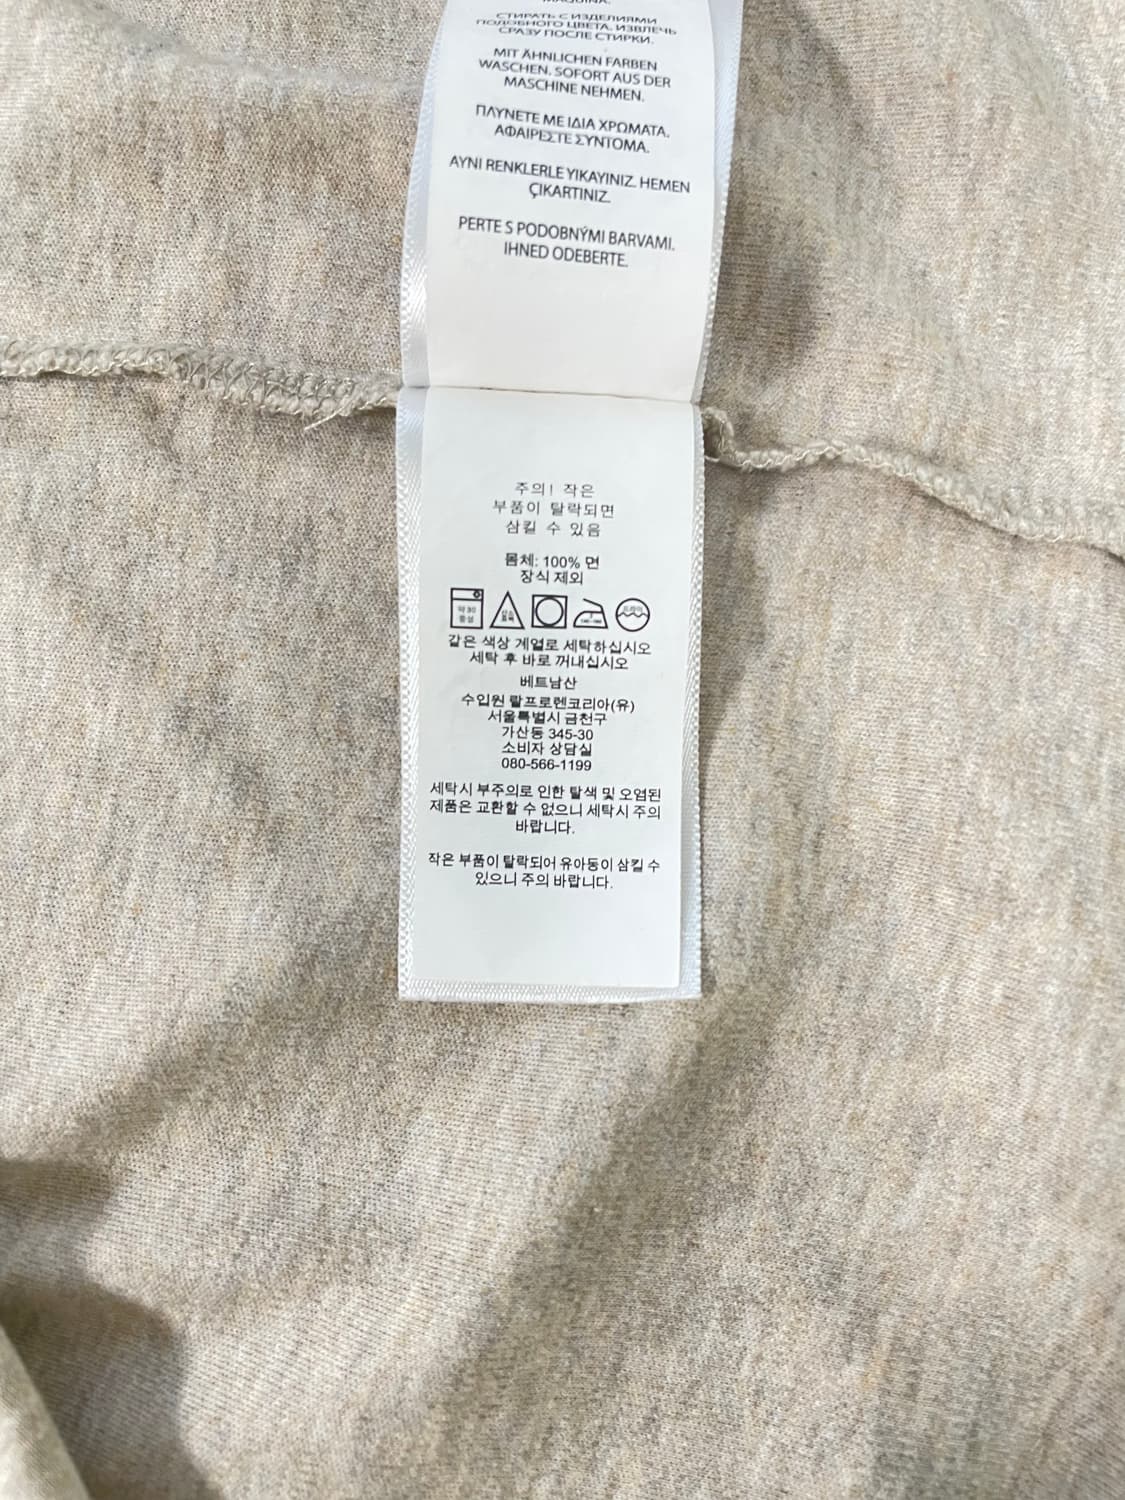 MÁQUINA.
СТИРАТЬ С ИЗДЕЛИЯМИ
ПОДОБНОГО ЦВЕТА. ИЗВЛЕЧЬ
СРАЗУ ПОСЛЕ СТИРКИ.
MIT ÄHNLICHEN FARBEN
WASCHEN. SOFORT AUS DER
MASCHINE NEHMEN.
ΠΛΥΝΕΤΕ ΜΕ ΙΔΙΑ ΧΡΩΜΑΤΑ.
ΑΦΑΙΡΕΣΤΕ ΣΥΝΤΟΜΑ.
AYNI RENKLERLE YIKAYINIZ. HEMEN
ÇIKARTINIZ.
PERTE S PODOBNÝMI BARVAMI.
IHNED ODEBERTE.
주의! 작은
부품이 탈락되면
삼킬 수 있음
몸체: 100% 면
장식 제외
약 30
중성
같은 색상 계열로 세탁하십시오
세탁 후 바로 꺼내십시오
베트남산
수입원 랄프로렌코리아(유)
서울특별시 금천구
가산동 345-30
소비자 상담실
080-566-1199
세탁시 부주의로 인한 탈색 및 오염된
제품은 교환할 수 없으니 세탁시 주의
바랍니다.
작은 부품이 탈락되어 유아동이 삼킬 수
있으니 주의 바랍니다.